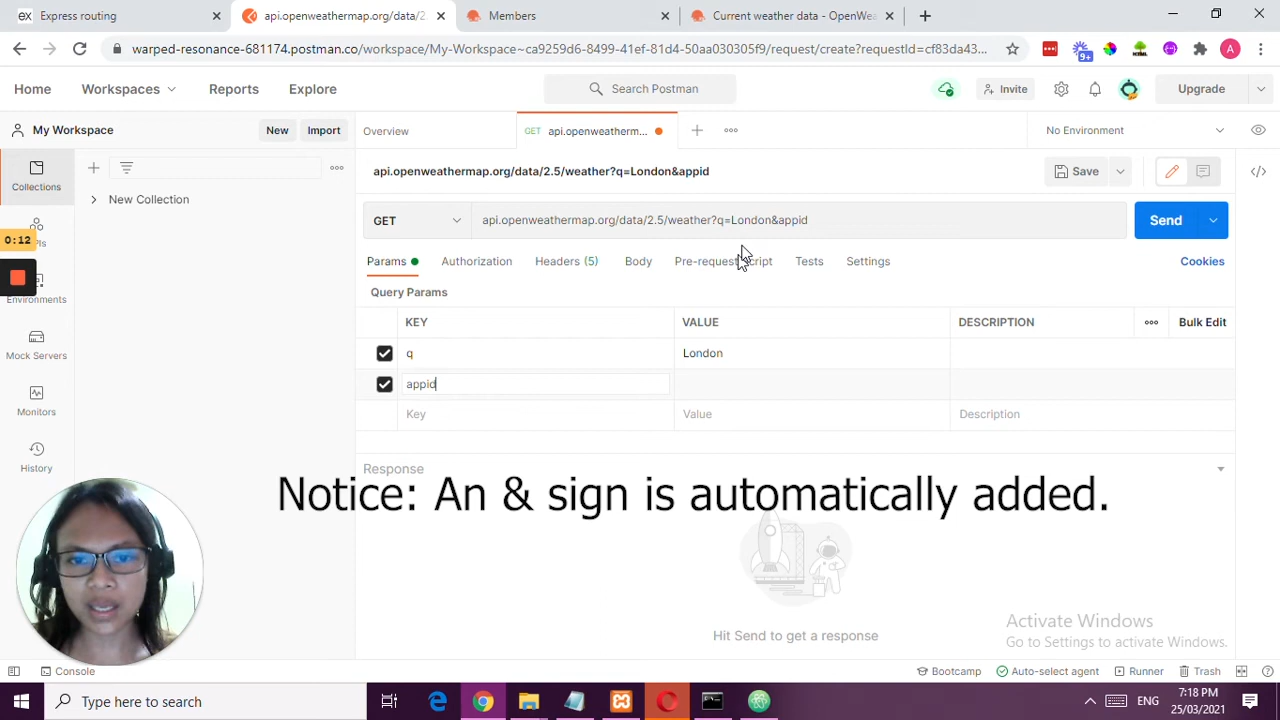 Express routing
api.openweathermap.org/data/2.
Members
Current weather data - OpenWea
warped-resonance-681174.postman.co/workspace/My-Workspace~ca9259d6-8499-41ef-81d4-50aa030305f9/request/create?requestId=cf83da43...
A
9+
Home
Workspaces
Reports
Explore
Search Postman
Invite
Upgrade
My Workspace
New
Import
Overview
GET api.openweatherm...
No Environment
Collections
New Collection
api.openweathermap.org/data/2.5/weather?q=London&appid
Save
GET
api.openweathermap.org/data/2.5/weather?q=London&appid
Send
0:12
PIs
Params
Authorization
Headers (5)
Body
Pre-request Script
Tests
Settings
Cookies
Environments
Query Params
KEY
VALUE
DESCRIPTION
Bulk Edit
Mock Servers
q
London
appid
Key
Value
Description
Monitors
History
Response
Notice: An & sign is automatically added.
Hit Send to get a response
Activate Windows
Go to Settings to activate Windows.
Console
Bootcamp
Auto-select agent
Runner
Trash
Type here to search
ENG
7:18 PM
25/03/2021